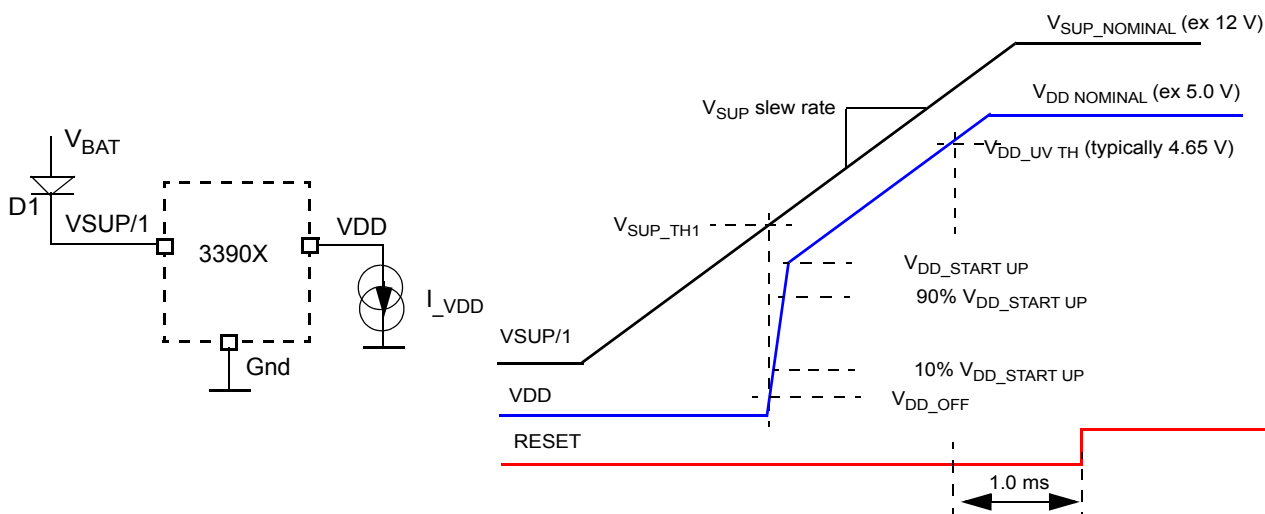 V_BAT
D1
VSUP/1
3390X
VDD
I_VDD
Gnd
V_SUP_NOMINAL (ex 12 V)
V_SUP slew rate
V_DD NOMINAL (ex 5.0 V)
V_DD_UV TH (typically 4.65 V)
V_SUP_TH1
V_DD_START UP
90% V_DD_START UP
VSUP/1
10% V_DD_START UP
VDD
V_DD_OFF
RESET
1.0 ms